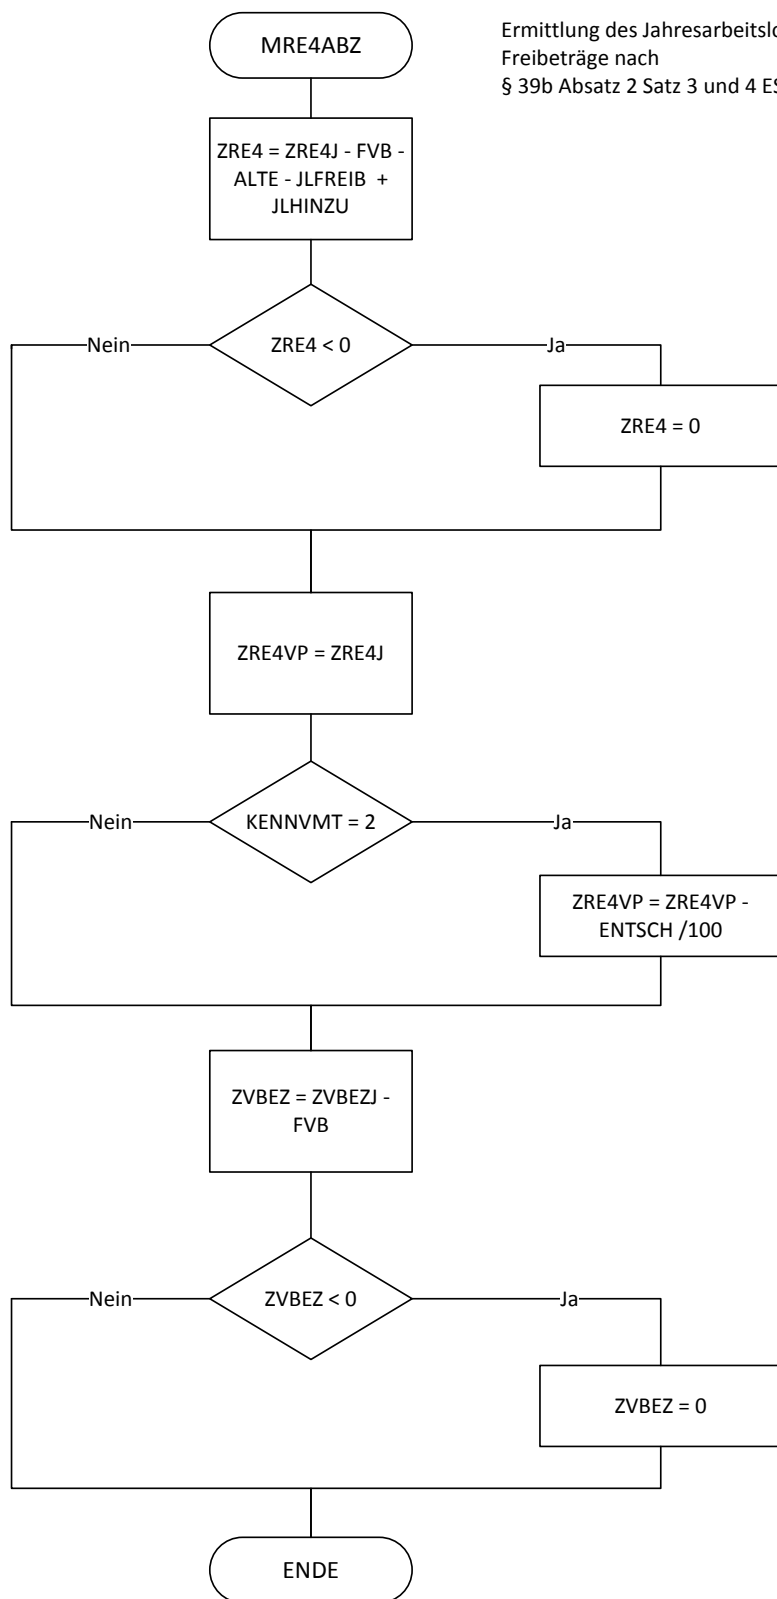 MRE4ABZ
Ermittlung des
Freibeträge nach
§ 39b Absatz 2 Satz 3 und 4
ZRE4 = ZRE4J - FVB -
ALTE - JLFREIB +
JLHINZU
Nein
ZRE4 < 0
Ja
ZRE4 = 0
ZRE4VP = ZRE4J
Nein
KENNVMT = 2
Ja
ZRE4VP = ZRE4VP -
ENTSCH /100
ZVBEZ = ZVBEZJ -
FVB
Nein
ZVBEZ < 0
Ja
ZVBEZ = 0
ENDE